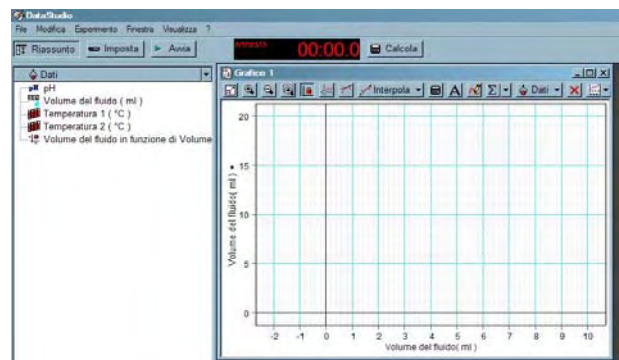 DataStudio
File Modifica Esperimento Finestra Visualizza ?
Riassunto Imposta Avvia 00:00.0 Calcola
Dati
pH
Volume del fluido ( ml )
Temperatura 1 ( °C )
Temperatura 2 ( °C )
Volume del fluido in funzione di Volume
Grafico 1
Interpola A Σ Dati
20
15
10
5
0
Volume del fluido( ml )
-2 -1 0 1 2 3 4 5 6 7 8 9 10
Volume del fluido( ml )